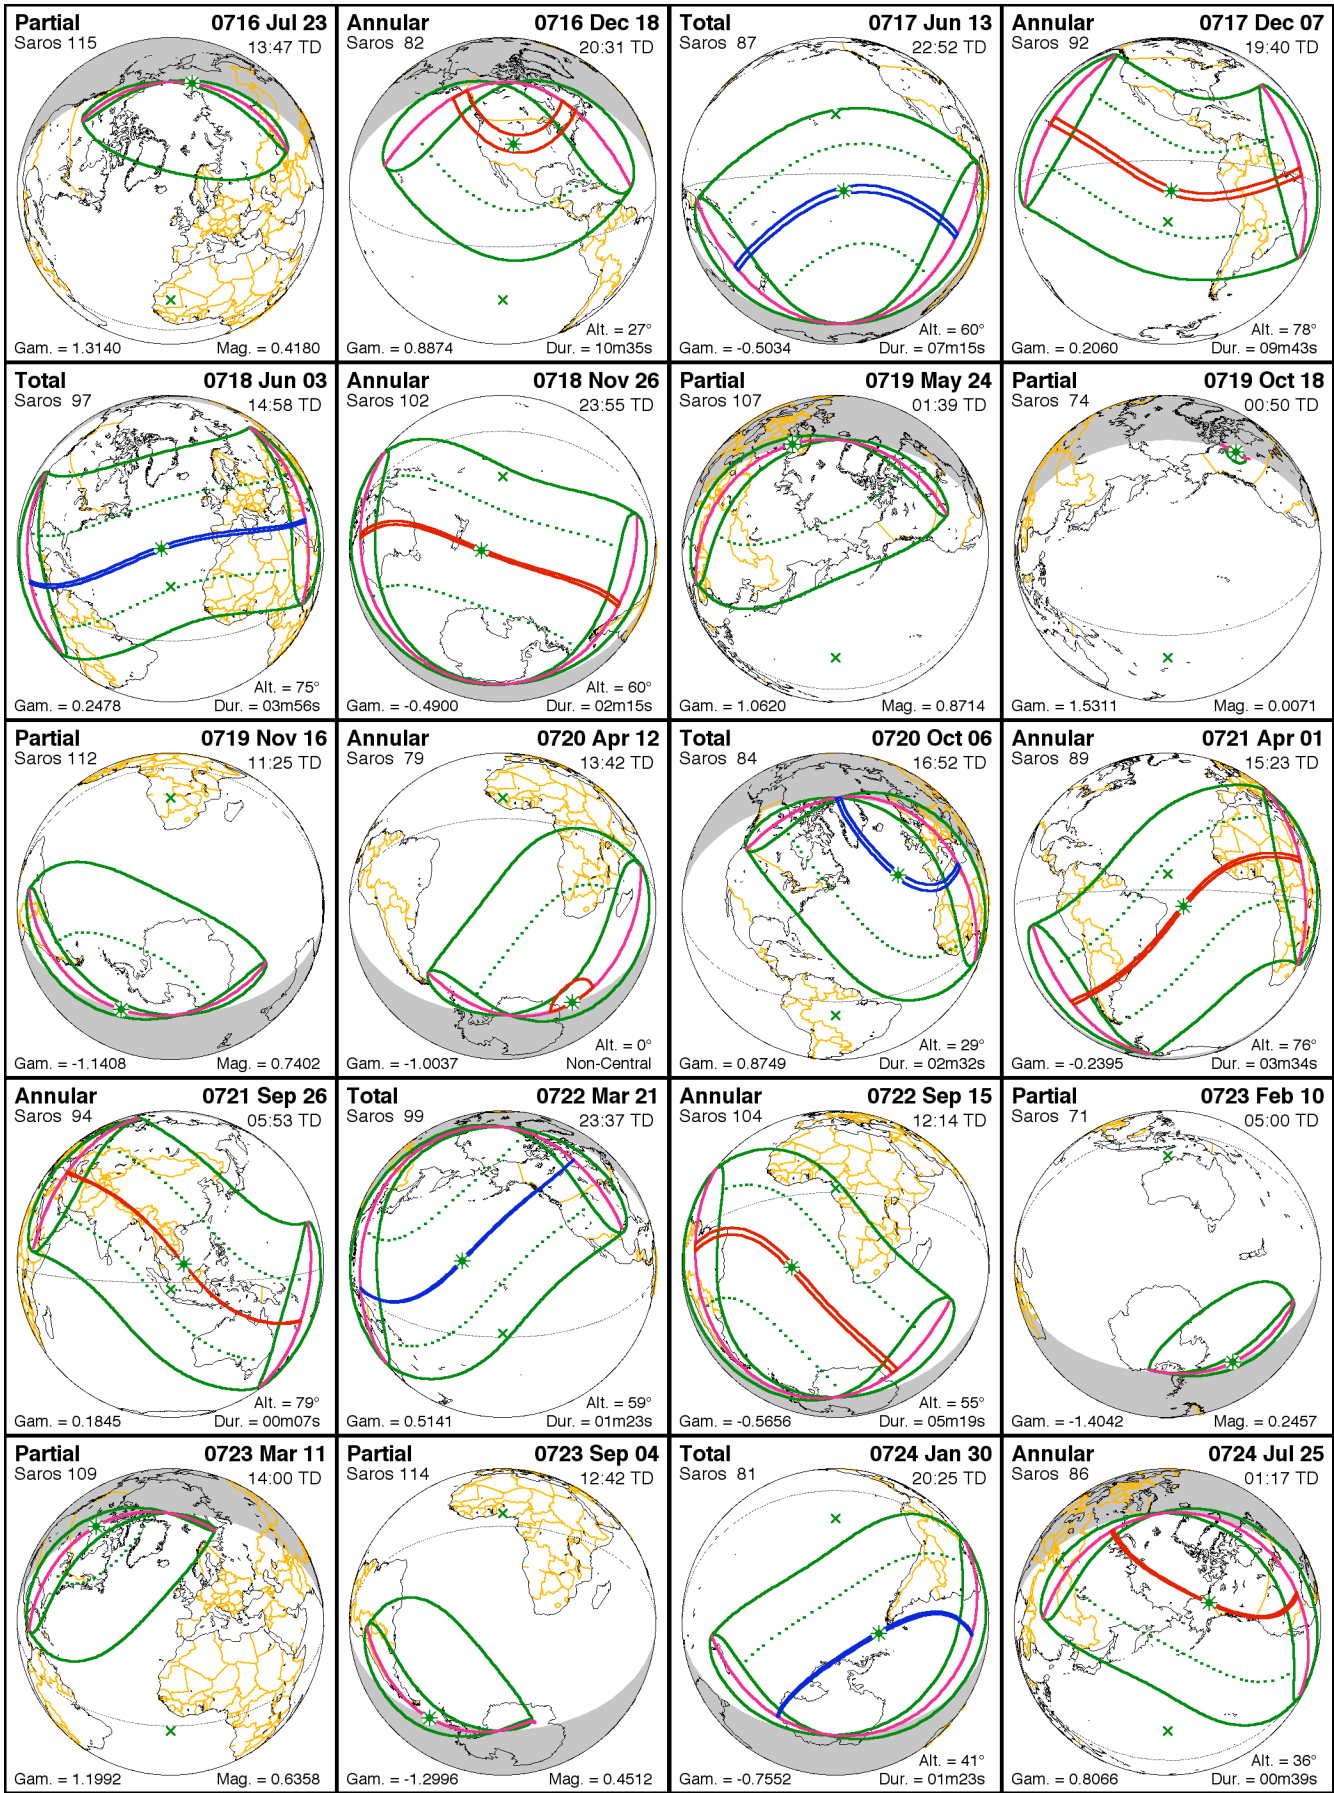 Partial 0716 Jul 23
Saros 115 13:47 TD
Gam. = 1.3140 Mag. = 0.4180
Annular 0716 Dec 18
Saros 82 20:31 TD
Alt. = 27°
Gam. = 0.8874 Dur. = 10m35s
Total 0717 Jun 13
Saros 87 22:52 TD
Alt. = 60°
Gam. = -0.5034 Dur. = 07m15s
Annular 0717 Dec 07
Saros 92 19:40 TD
Alt. = 78°
Gam. = 0.2060 Dur. = 09m43s
Total 0718 Jun 03
Saros 97 14:58 TD
Alt. = 75°
Gam. = 0.2478 Dur. = 03m56s
Annular 0718 Nov 26
Saros 102 23:55 TD
Alt. = 60°
Gam. = -0.4900 Dur. = 02m15s
Partial 0719 May 24
Saros 107 01:39 TD
Gam. = 1.0620 Mag. = 0.8714
Partial 0719 Oct 18
Saros 74 00:50 TD
Gam. = 1.5311 Mag. = 0.0071
Partial 0719 Nov 16
Saros 112 11:25 TD
Gam. = -1.1408 Mag. = 0.7402
Annular 0720 Apr 12
Saros 79 13:42 TD
Alt. = 0°
Gam. = -1.0037 Non-Central
Total 0720 Oct 06
Saros 84 16:52 TD
Alt. = 29°
Gam. = 0.8749 Dur. = 02m32s
Annular 0721 Apr 01
Saros 89 15:23 TD
Alt. = 76°
Gam. = -0.2395 Dur. = 03m34s
Annular 0721 Sep 26
Saros 94 05:53 TD
Alt. = 79°
Gam. = 0.1845 Dur. = 00m07s
Total 0722 Mar 21
Saros 99 23:37 TD
Alt. = 59°
Gam. = 0.5141 Dur. = 01m23s
Annular 0722 Sep 15
Saros 104 12:14 TD
Alt. = 55°
Gam. = -0.5656 Dur. = 05m19s
Partial 0723 Feb 10
Saros 71 05:00 TD
Gam. = -1.4042 Mag. = 0.2457
Partial 0723 Mar 11
Saros 109 14:00 TD
Gam. = 1.1992 Mag. = 0.6358
Partial 0723 Sep 04
Saros 114 12:42 TD
Gam. = -1.2996 Mag. = 0.4512
Total 0724 Jan 30
Saros 81 20:25 TD
Alt. = 41°
Gam. = -0.7552 Dur. = 01m23s
Annular 0724 Jul 25
Saros 86 01:17 TD
Alt. = 36°
Gam. = 0.8066 Dur. = 00m39s